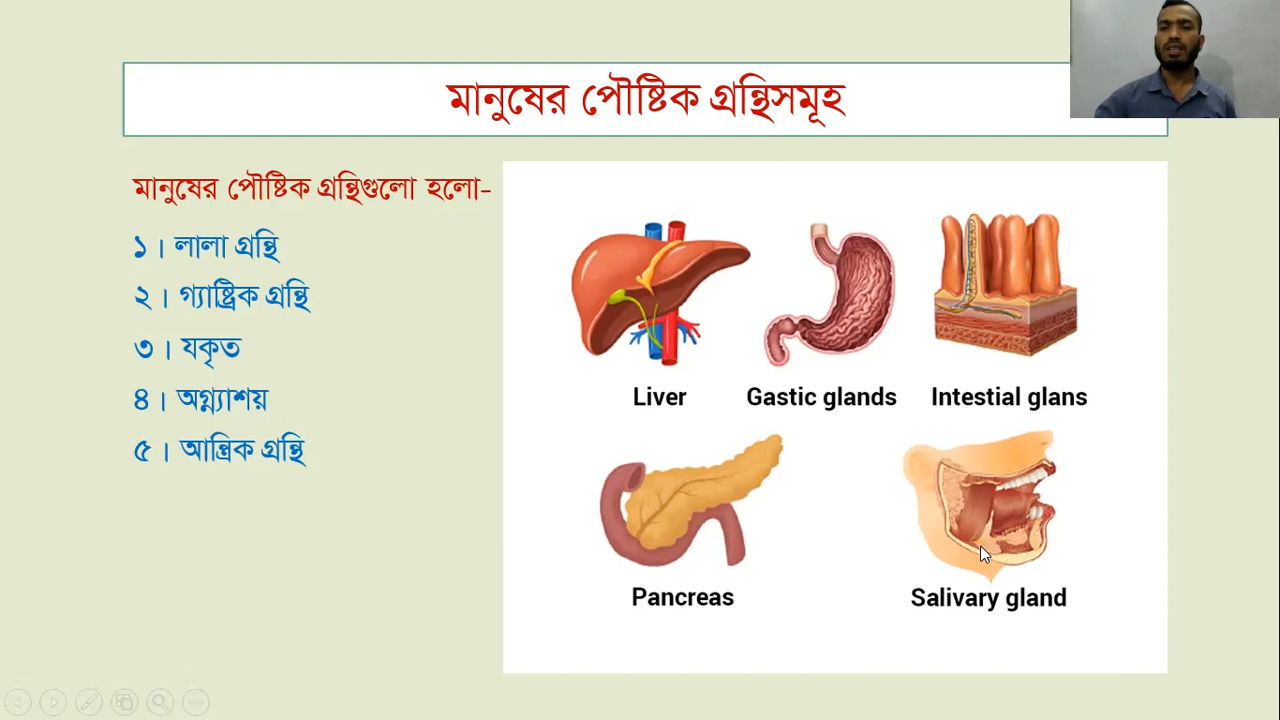 মানুষের পৌষ্টিক গ্রন্থিসমূহ
মানুষের পৌষ্টিক গ্রন্থিগুলো হলো-
১। লালা গ্রন্থি
২। গ্যাষ্ট্রিক গ্রন্থি
৩। যকৃত
৪। অগ্ন্যাশয়
৫। আন্ত্রিক গ্রন্থি
Liver
Gastic glands
Intestial glans
Pancreas
Salivary gland